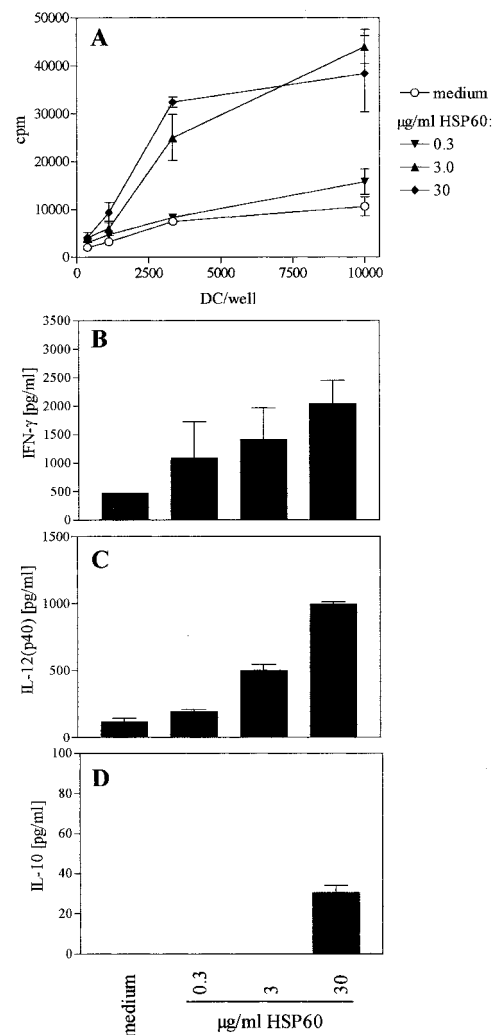 A
50000
40000
30000
20000
10000
0
cpm
0
2500
5000
7500
10000
DC/well
medium
µg/ml HSP60:
0.3
3.0
30
B
3500
3000
2500
2000
1500
1000
500
0
IFN-γ [pg/ml]
C
1500
1000
500
0
IL-12(p40) [pg/ml]
D
100
80
60
40
20
0
IL-10 [pg/ml]
medium
0.3
3
30
µg/ml HSP60